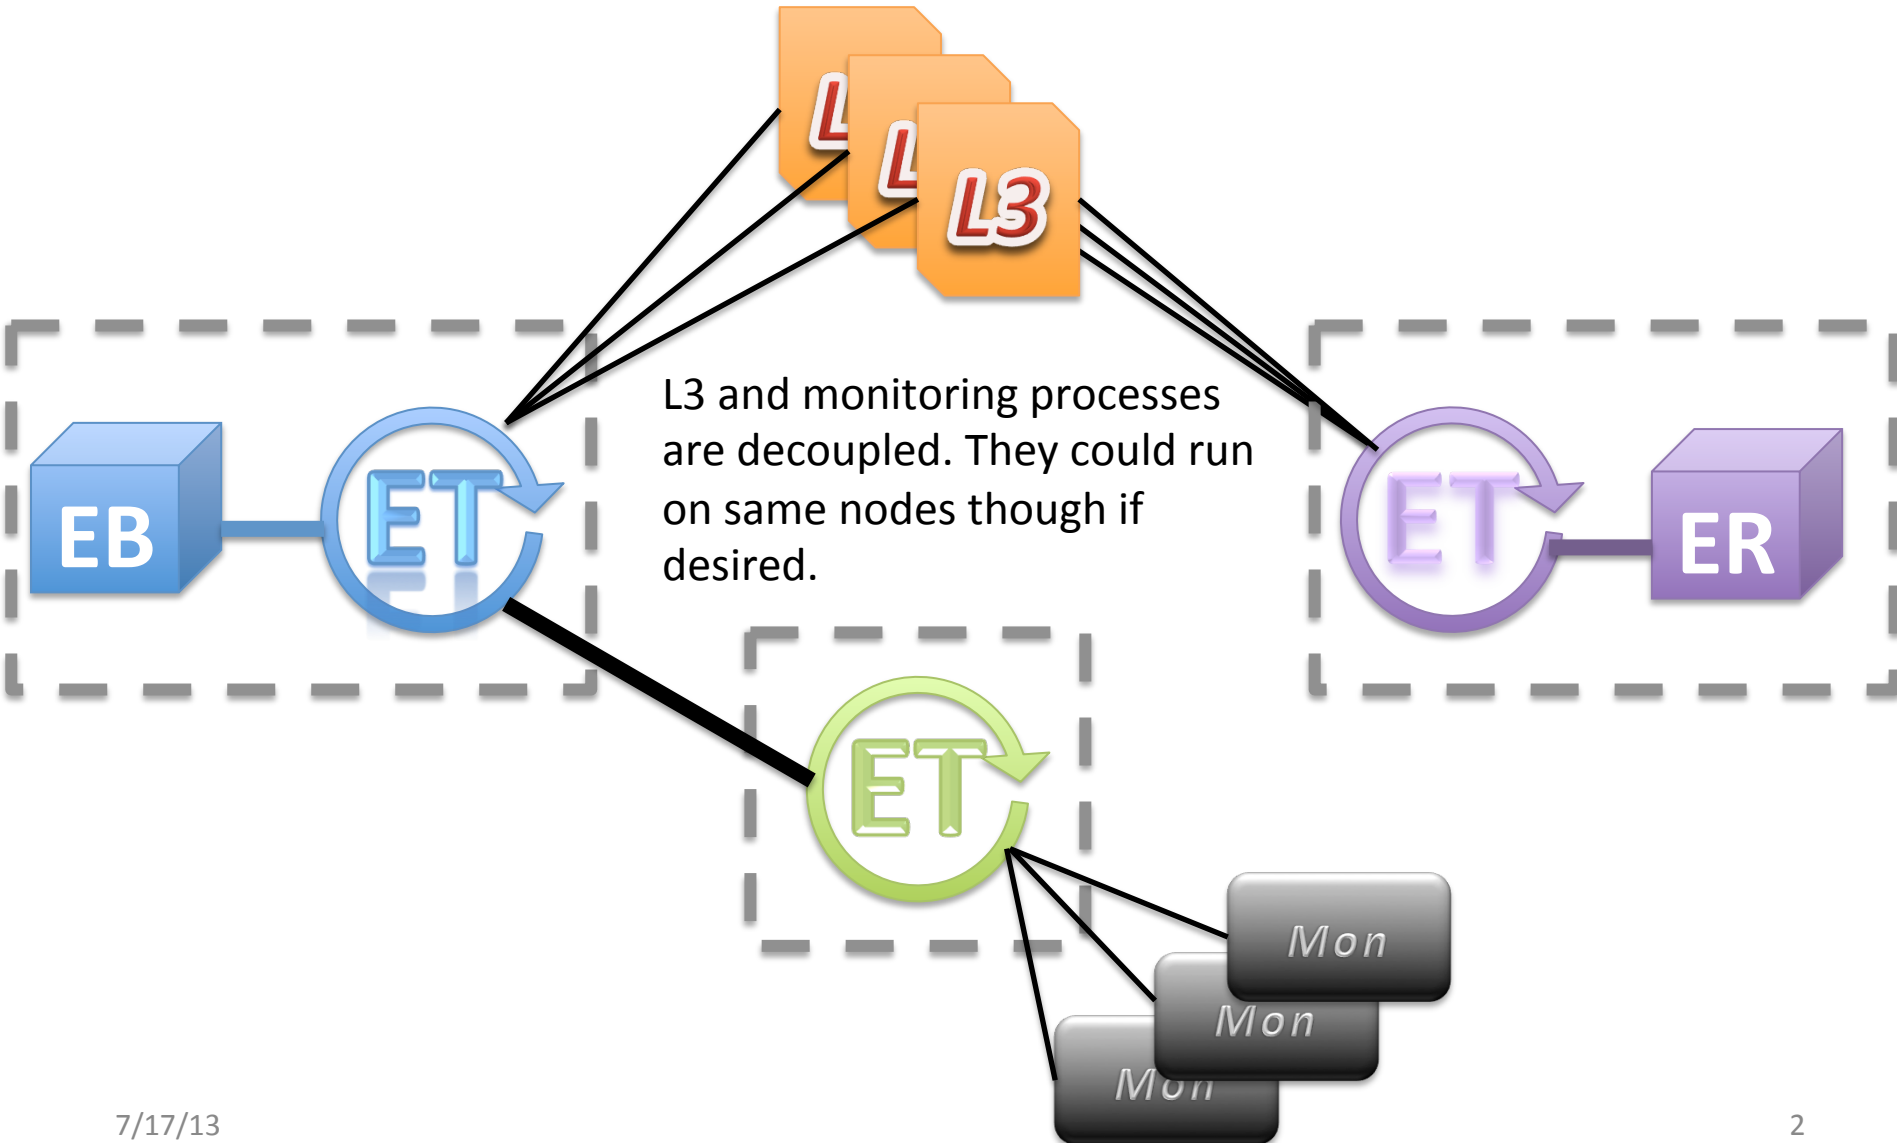 L
L
L3
L3 and monitoring processes
are decoupled. They could run
on same nodes though if
desired.
EB
ET
ET
ER
ET
Mon
Mon
Mon
7/17/13
2